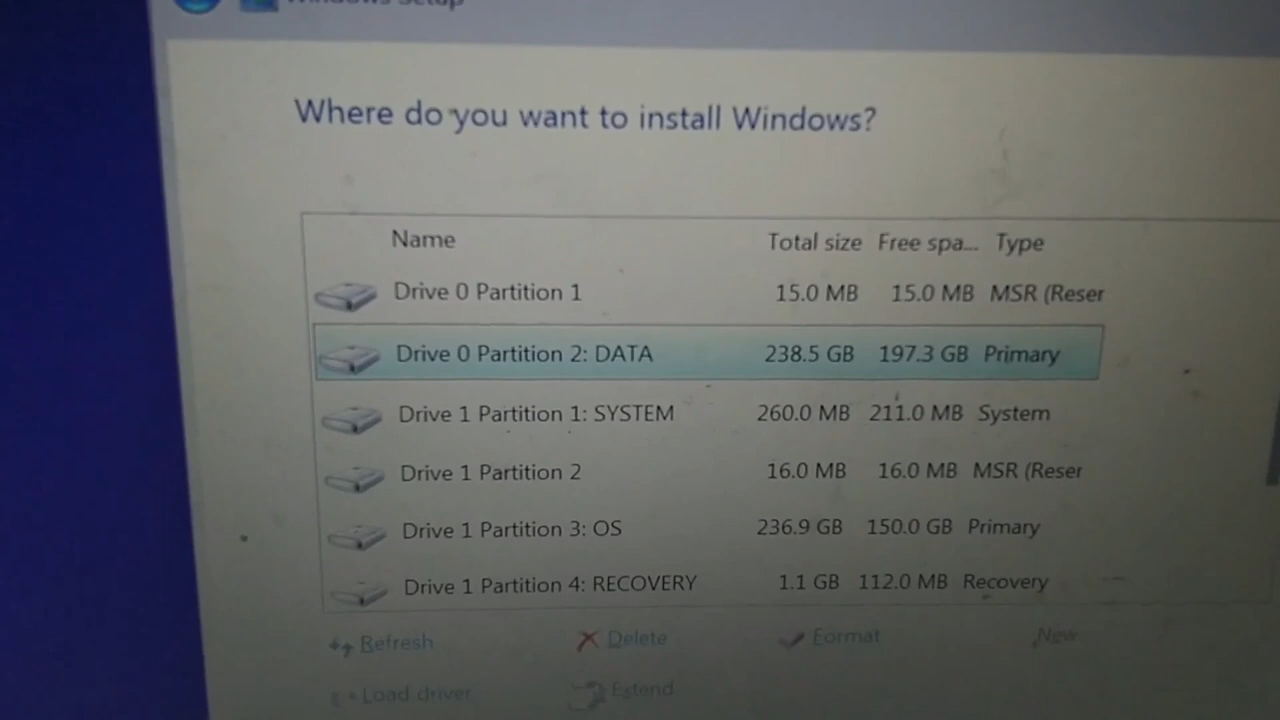 Windows Setup
Where do you want to install Windows?
Name Total size Free spa... Type
Drive 0 Partition 1 15.0 MB 15.0 MB MSR (Reser
Drive 0 Partition 2: DATA 238.5 GB 197.3 GB Primary
Drive 1 Partition 1: SYSTEM 260.0 MB 211.0 MB System
Drive 1 Partition 2 16.0 MB 16.0 MB MSR (Reser
Drive 1 Partition 3: OS 236.9 GB 150.0 GB Primary
Drive 1 Partition 4: RECOVERY 1.1 GB 112.0 MB Recovery
Refresh Delete Format New
Load driver Extend